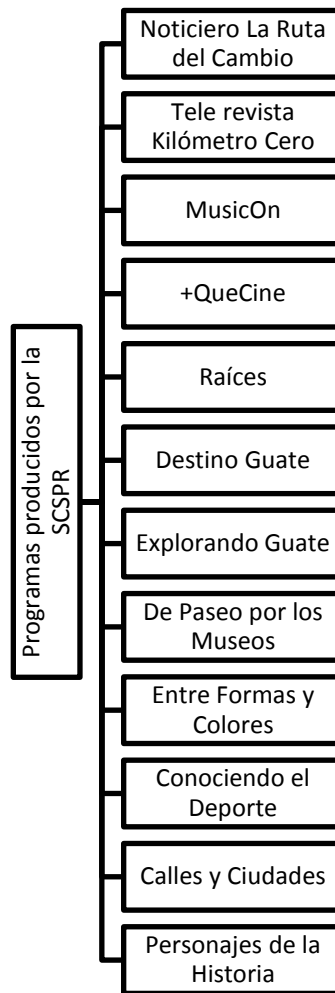 Programas producidos por la
SCSPR
Noticiero La Ruta
del Cambio
Tele revista
Kilómetro Cero
MusicOn
+QueCine
Raíces
Destino Guate
Explorando Guate
De Paseo por los
Museos
Entre Formas y
Colores
Conociendo el
Deporte
Calles y Ciudades
Personajes de la
Historia